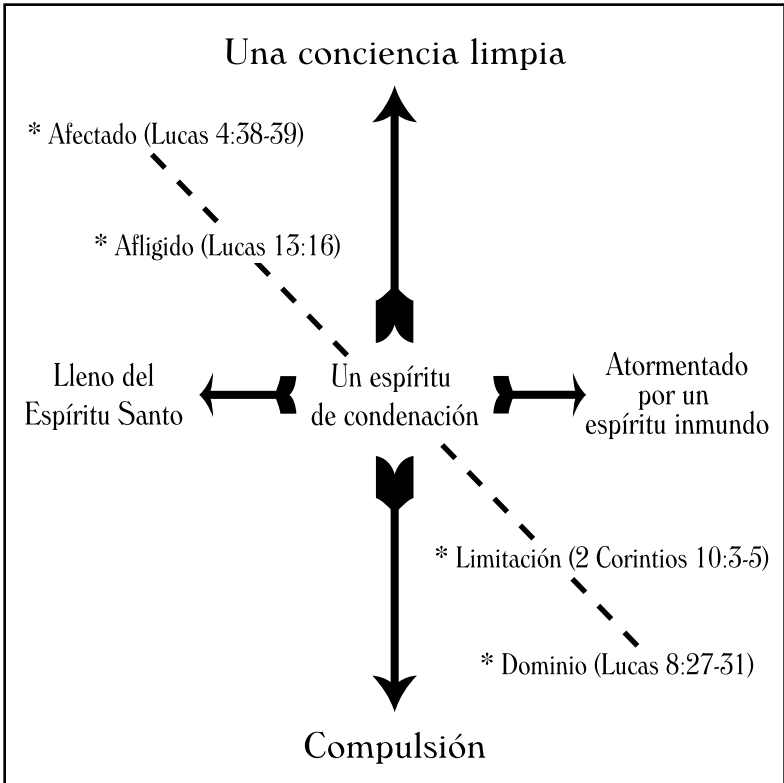 Una conciencia limpia
* Afectado (Lucas 4:38-39)
* Afligido (Lucas 13:16)
Lleno del
Espíritu Santo
Un espíritu
de condenación
Atormentado
por un
espíritu inmundo
* Limitación (2 Corintios 10:3-5)
* Dominio (Lucas 8:27-31)
Compulsión